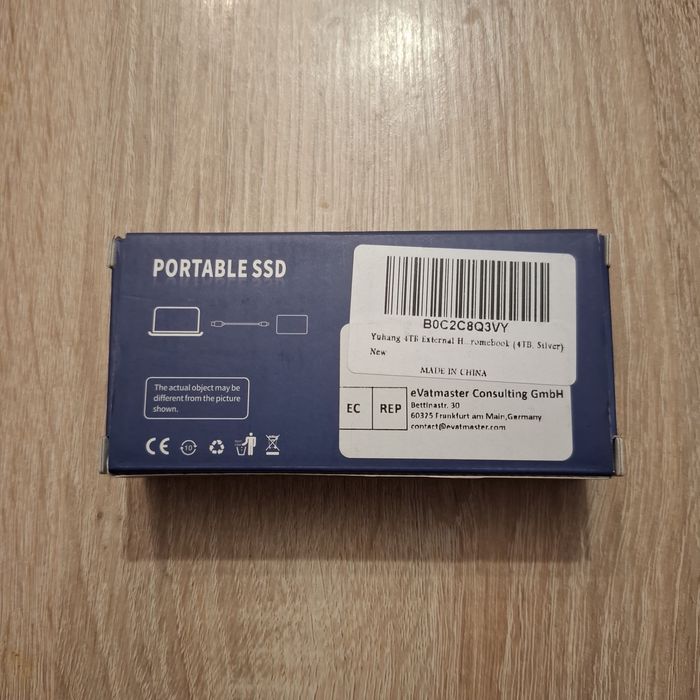 PORTABLE SSD
The actual object may be
different from the picture
shown.
CE
10
B0C2C8Q3VY
Yuhang 4TB External H...romebook (4TB, Silver)
New
MADE IN CHINA
EC REP
eVatmaster Consulting GmbH
Bettinastr. 30
60325 Frankfurt am Main,Germany
contact@evatmaster.com